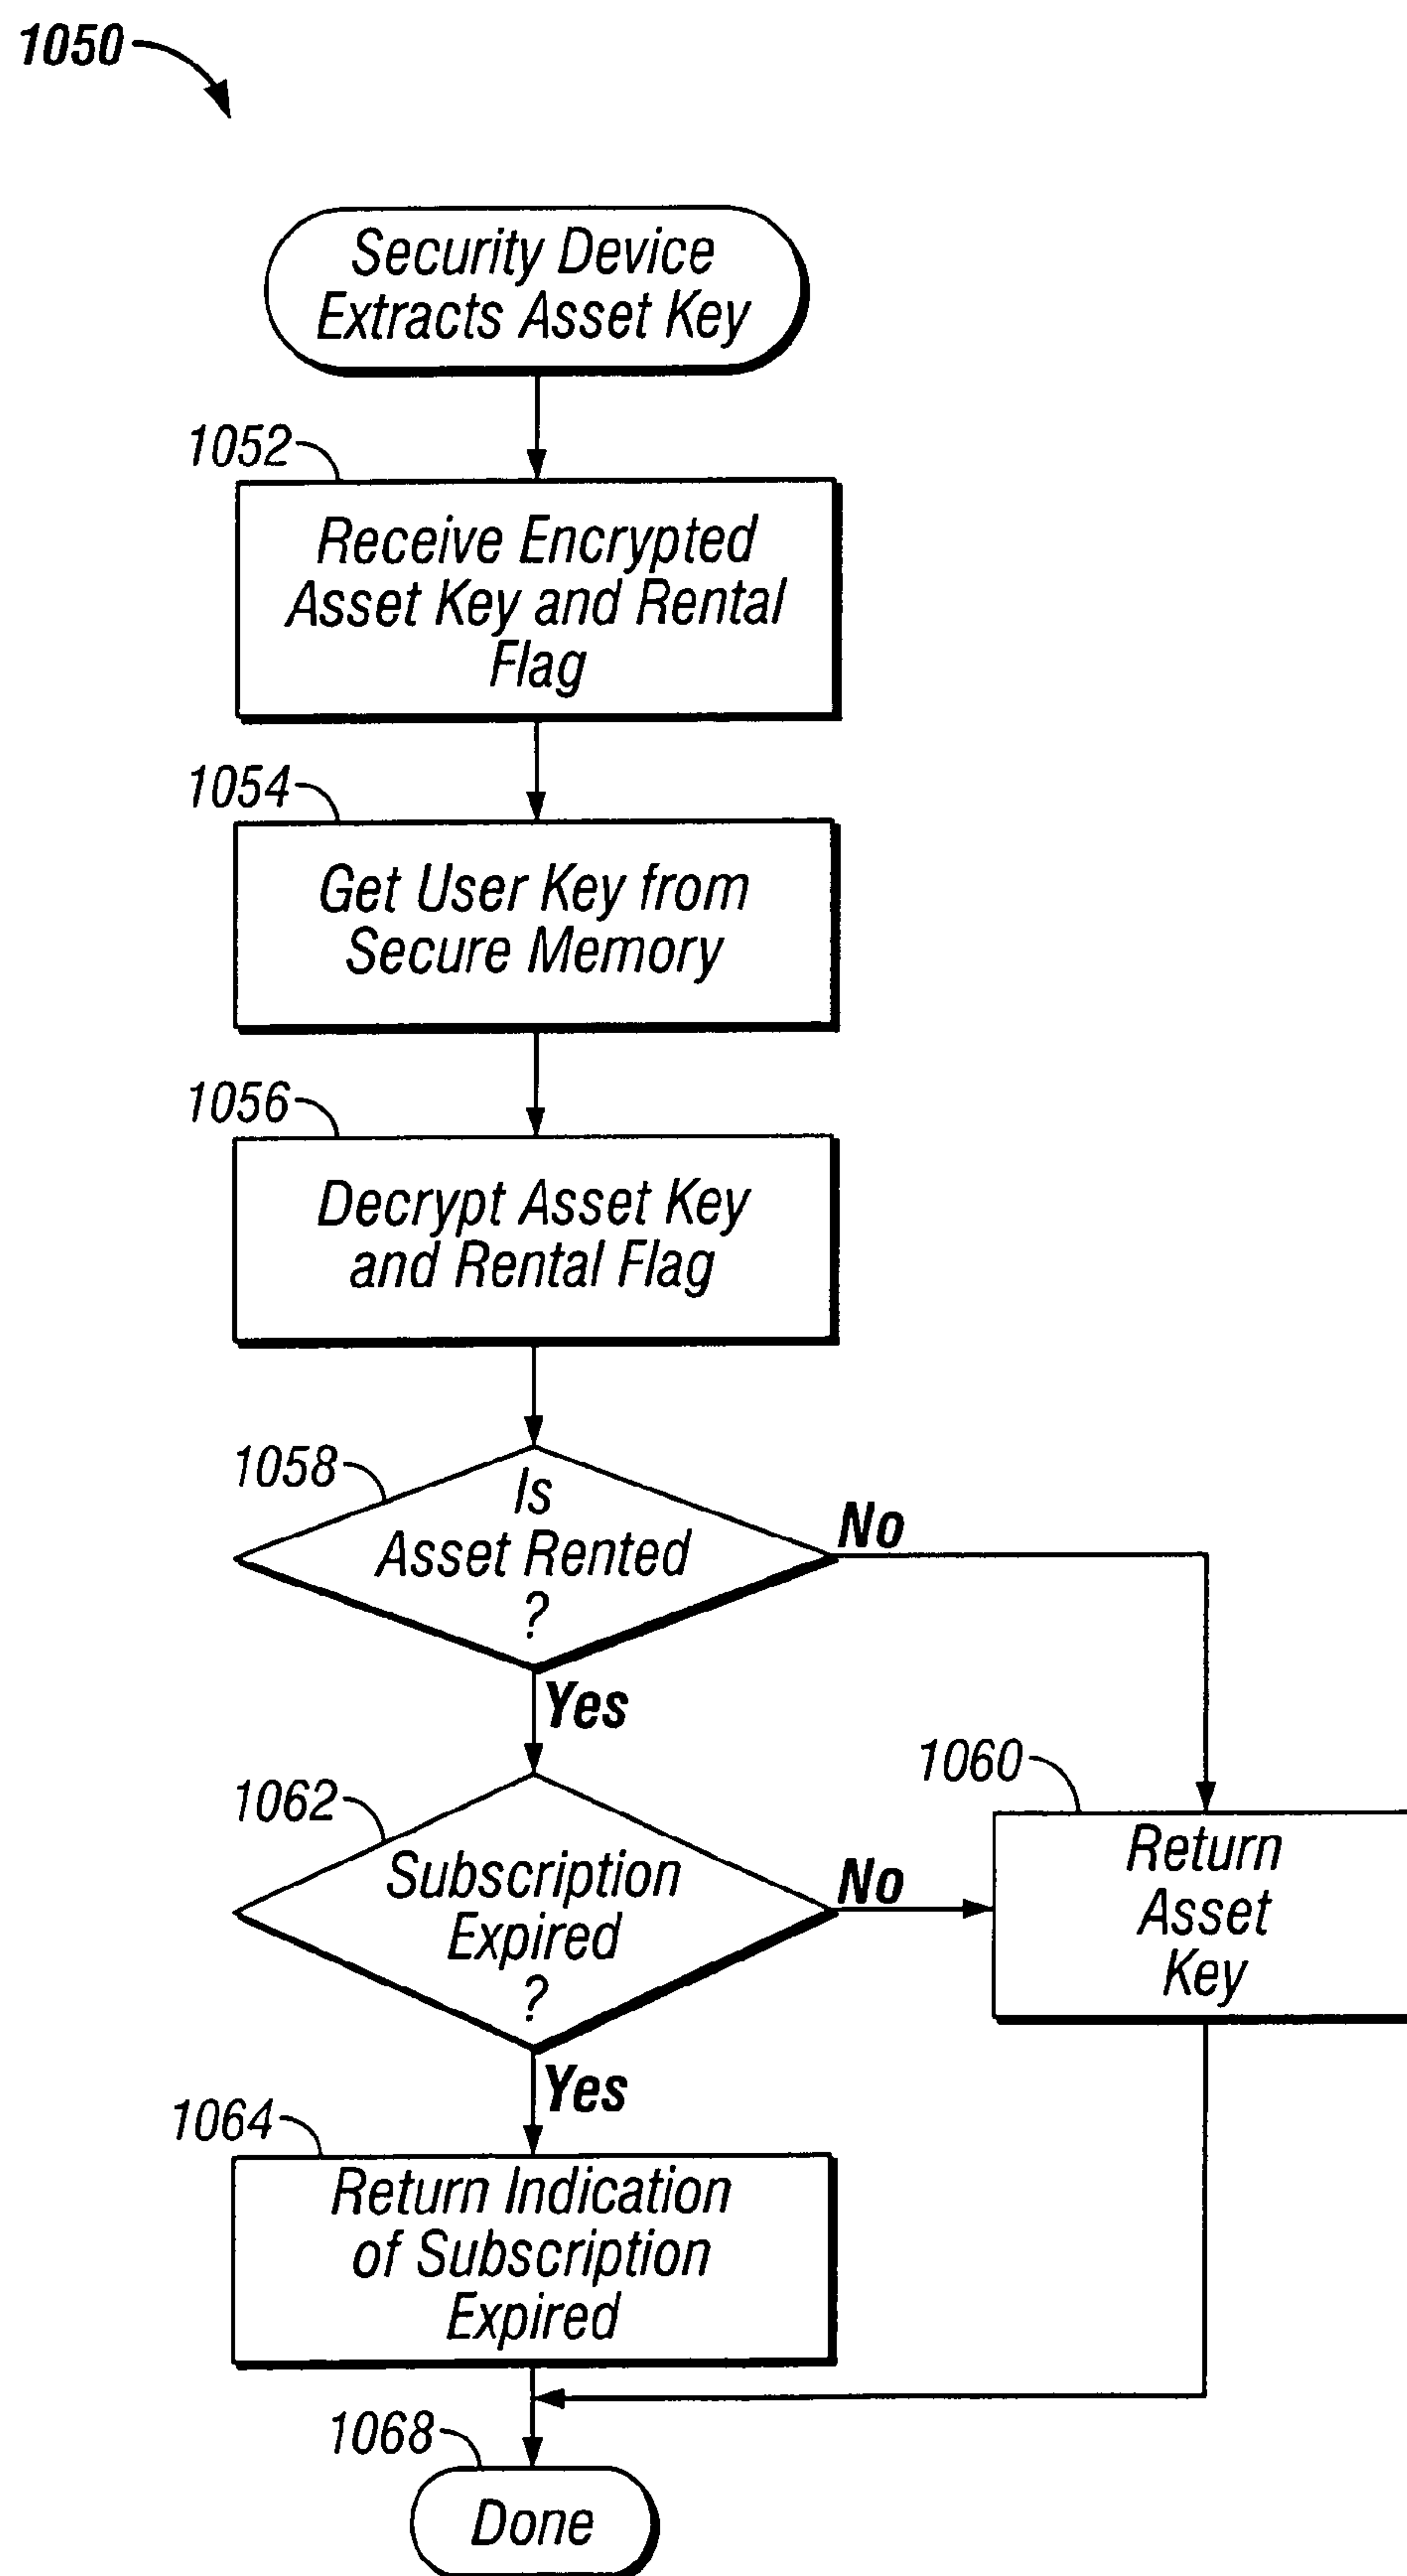 1050
Security Device
Extracts Asset Key
1052
Receive Encrypted
Asset Key and Rental
Flag
1054
Get User Key from
Secure Memory
1056
Decrypt Asset Key
and Rental Flag
1058
Is
Asset Rented
?
No
Yes
1060
Return
Asset
Key
1062
Subscription
Expired
?
No
Yes
1064
Return Indication
of Subscription
Expired
1068
Done